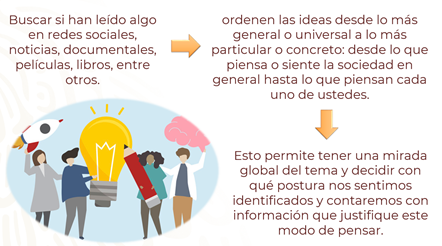 Buscar si han leído algo
en redes sociales,
noticias, documentales,
películas, libros, entre
otros.
ordenen las ideas desde lo más
general o universal a lo más
particular o concreto: desde lo que
piensa o siente la sociedad en
general hasta lo que piensan cada
uno de ustedes.
Esto permite tener una mirada
global del tema y decidir con
qué postura nos sentimos
identificados y contaremos con
información que justifique este
modo de pensar.